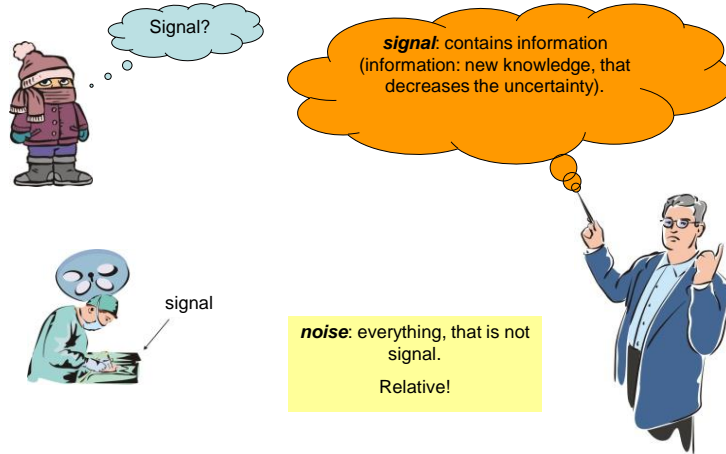 Signal?
signal: contains information
(information: new knowledge, that
decreases the uncertainty).
signal
noise: everything, that is not
signal.
Relative!